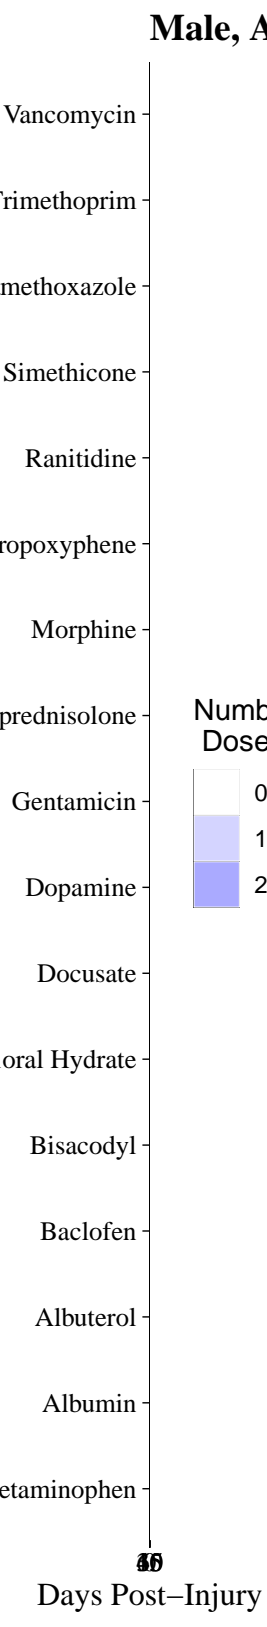 Male, A
Vancomycin
Trimethoprim
methoxazole
Simethicone
Ranitidine
ropoxyphene
Morphine
prednisolone
Numb
Dose
Gentamicin
0
1
Dopamine
2
Docusate
oral Hydrate
Bisacodyl
Baclofen
Albuterol
Albumin
etaminophen
Days Post−Injury